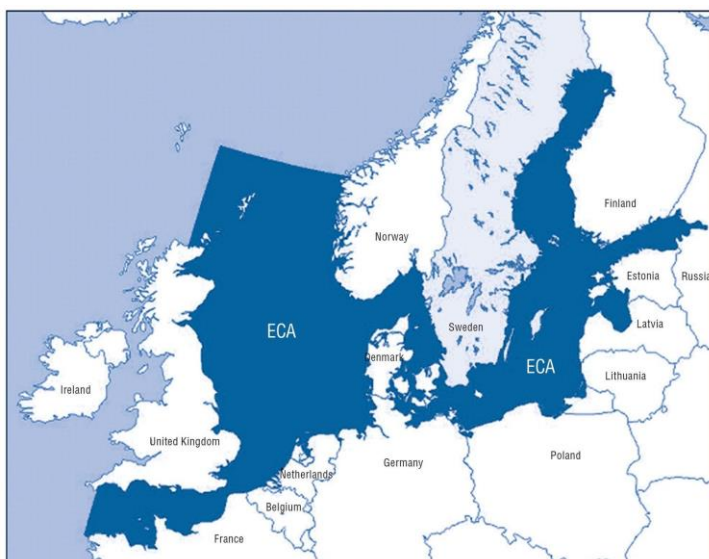 Finland
Norway
Estonia
Russia
ECA
Sweden
Latvia
Denmark
ECA
Lithuania
Ireland
United Kingdom
Netherlands
Germany
Poland
Belgium
France